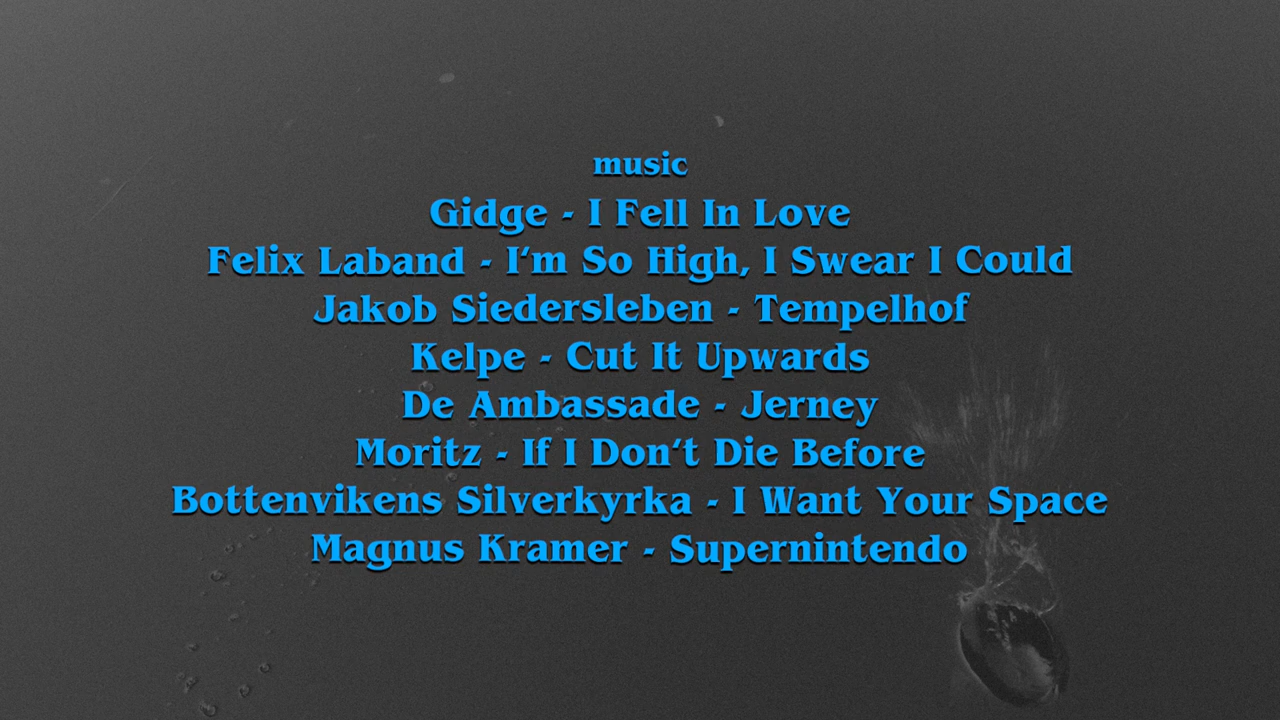 music
Gidge - I Fell In Love
Felix Laband - I‘m So High, I Swear I Could
Jakob Siedersleben - Tempelhof
Kelpe - Cut It Upwards
De Ambassade - Jerney
Moritz - If I Don‘t Die Before
Bottenvikens Silverkyrka - I Want Your Space
Magnus Kramer - Supernintendo